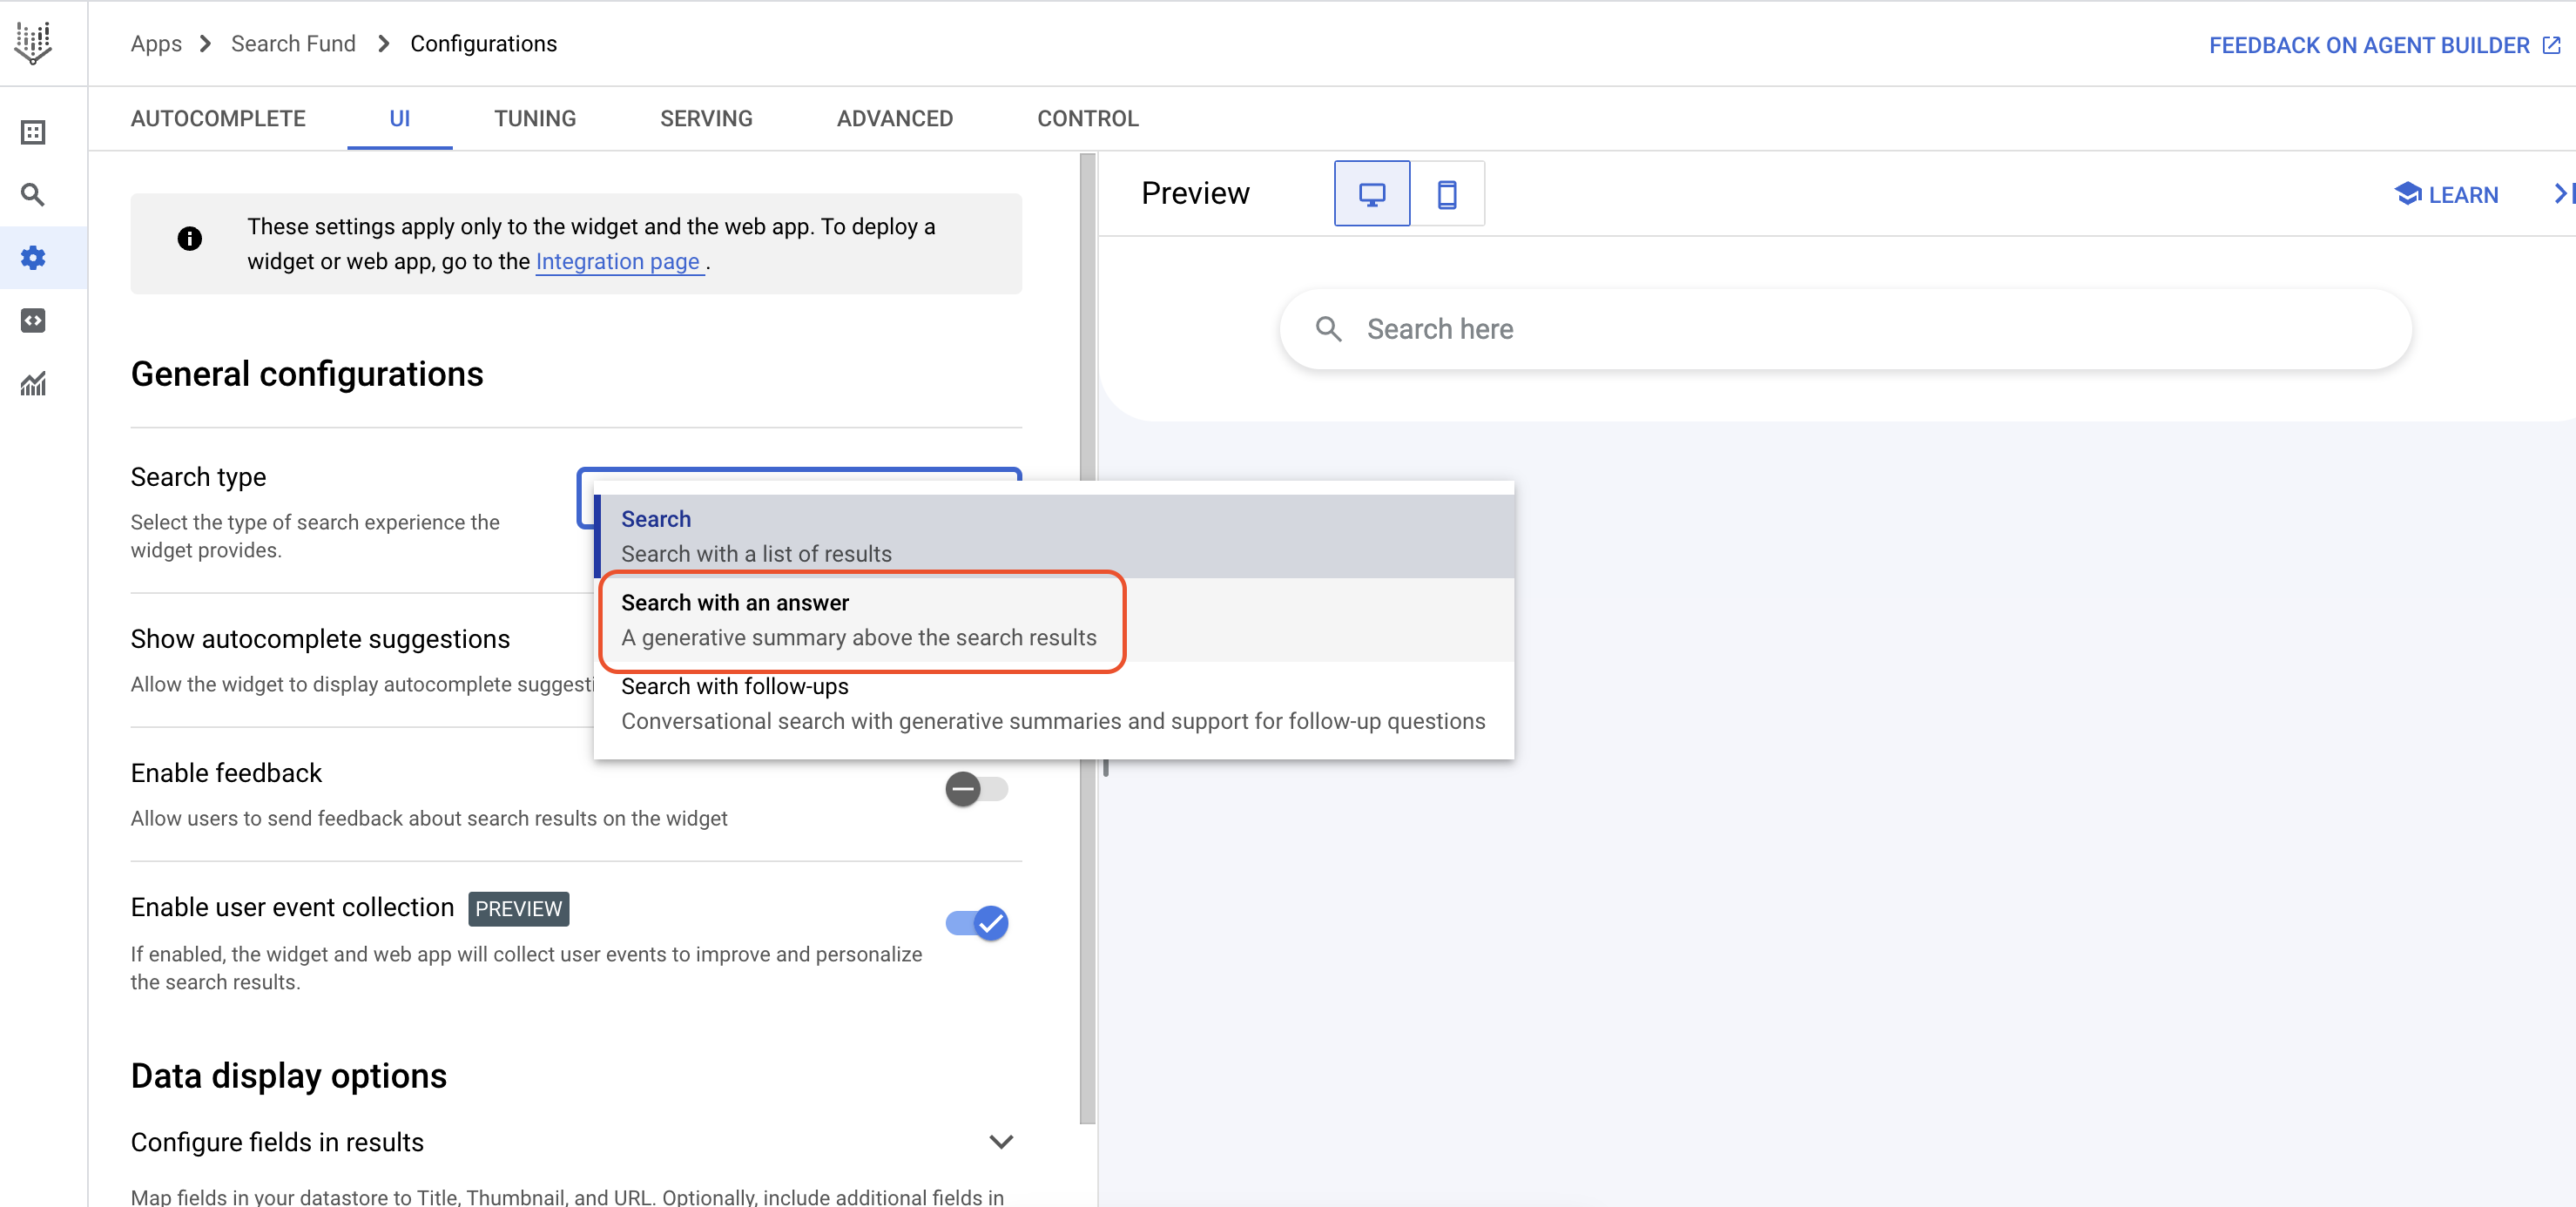 Apps > Search Fund > Configurations
FEEDBACK ON AGENT BUILDER
AUTOCOMPLETE UI TUNING SERVING ADVANCED CONTROL
These settings apply only to the widget and the web app. To deploy a
widget or web app, go to the Integration page .
Preview
LEARN
Search here
General configurations
Search type
Select the type of search experience the
widget provides.
Search
Search with a list of results
Search with an answer
A generative summary above the search results
Search with follow-ups
Conversational search with generative summaries and support for follow-up questions
Show autocomplete suggestions
Allow the widget to display autocomplete suggesti
Enable feedback
Allow users to send feedback about search results on the widget
Enable user event collection PREVIEW
If enabled, the widget and web app will collect user events to improve and personalize
the search results.
Data display options
Configure fields in results
Map fields in your datastore to Title, Thumbnail, and URL. Optionally, include additional fields in